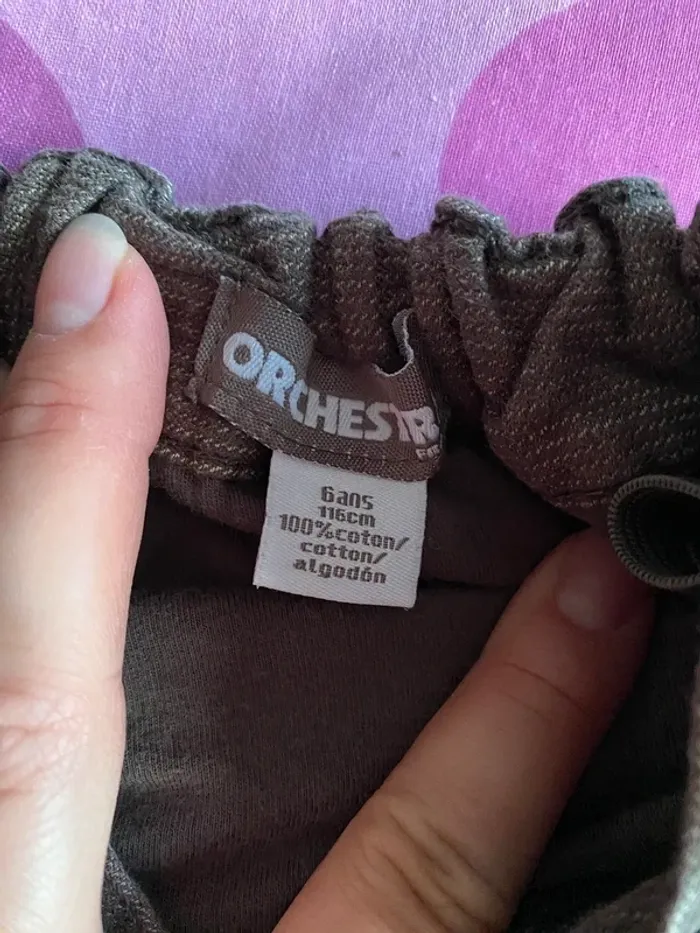 ORCHESTRA
6ans
116cm
100%coton/
cotton/
algodón